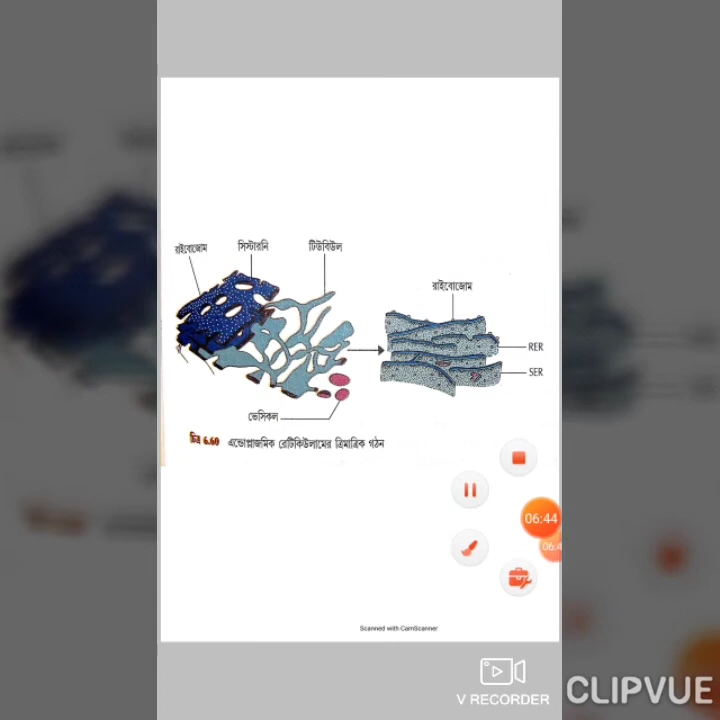 রাইবোজোম
সিস্টারনি
টিউবিউল
রাইবোজোম
RER
SER
ভেসিকল
চিত্র 6.60 এন্ডোপ্লাজমিক রেটিকিউলামের ত্রিমাত্রিক গঠন
06:44
Scanned with CamScanner
V RECORDER
CLIPVUE